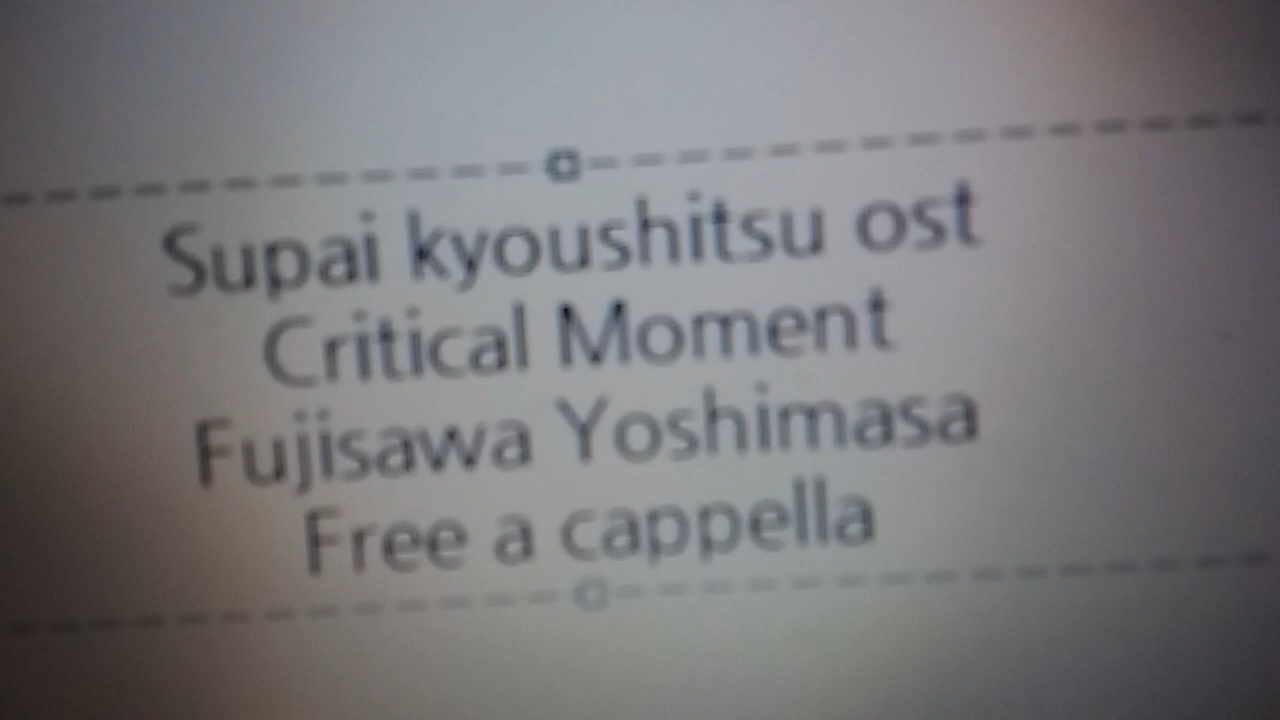 Supai kyoushitsu ost
Critical Moment
Fujisawa Yoshimasa
Free a cappella